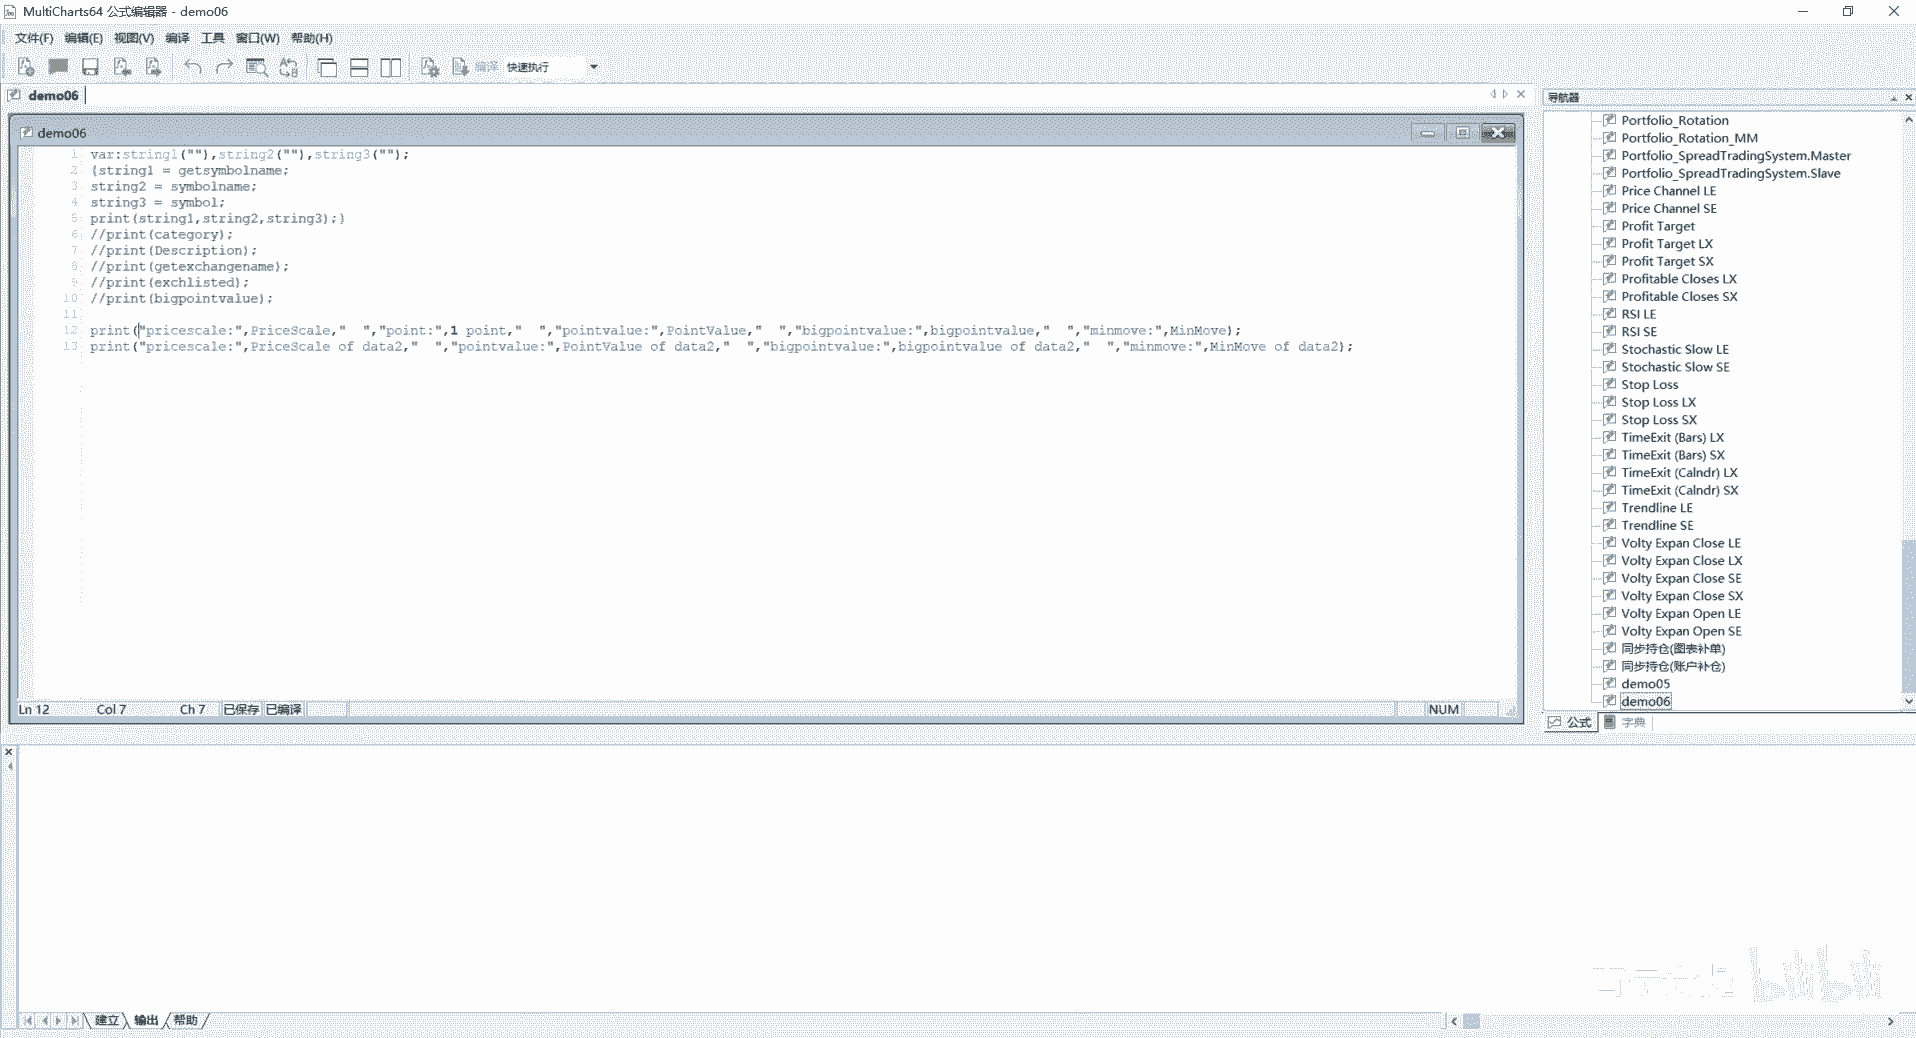 MultiCharts64 公式编辑器 - demo06
文件(F) 编辑(E) 视图(V) 编译 工具 窗口(W) 帮助(H)
编译 快速执行
demo06
导航器
demo06
1 var:string1(""),string2(""),string3("");
2 {string1 = getsymbolname;
3 string2 = symbolname;
4 string3 = symbol;
5 print(string1,string2,string3);}
6 //print(category);
7 //print(Description);
8 //print(getexchangename);
9 //print(exchlisted);
10 //print(bigpointvalue);
11
12 print("pricescale:",PriceScale,"  ","point:",1 point,"  ","pointvalue:",PointValue,"  ","bigpointvalue:",bigpointvalue,"  ","minmove:",MinMove);
13 print("pricescale:",PriceScale of data2,"  ","pointvalue:",PointValue of data2,"  ","bigpointvalue:",bigpointvalue of data2,"  ","minmove:",MinMove of data2);
Ln 12 Col 7 Ch 7 已保存 已编译 NUM
Portfolio_Rotation
Portfolio_Rotation_MM
Portfolio_SpreadTradingSystem.Master
Portfolio_SpreadTradingSystem.Slave
Price Channel LE
Price Channel SE
Profit Target
Profit Target LX
Profit Target SX
Profitable Closes LX
Profitable Closes SX
RSI LE
RSI SE
Stochastic Slow LE
Stochastic Slow SE
Stop Loss
Stop Loss LX
Stop Loss SX
TimeExit (Bars) LX
TimeExit (Bars) SX
TimeExit (Calndr) LX
TimeExit (Calndr) SX
Trendline LE
Trendline SE
Volty Expan Close LE
Volty Expan Close LX
Volty Expan Close SE
Volty Expan Close SX
Volty Expan Open LE
Volty Expan Open SE
同步持仓(图表补单)
同步持仓(账户补仓)
demo05
demo06
公式 字典
建立 输出 帮助
bilibili